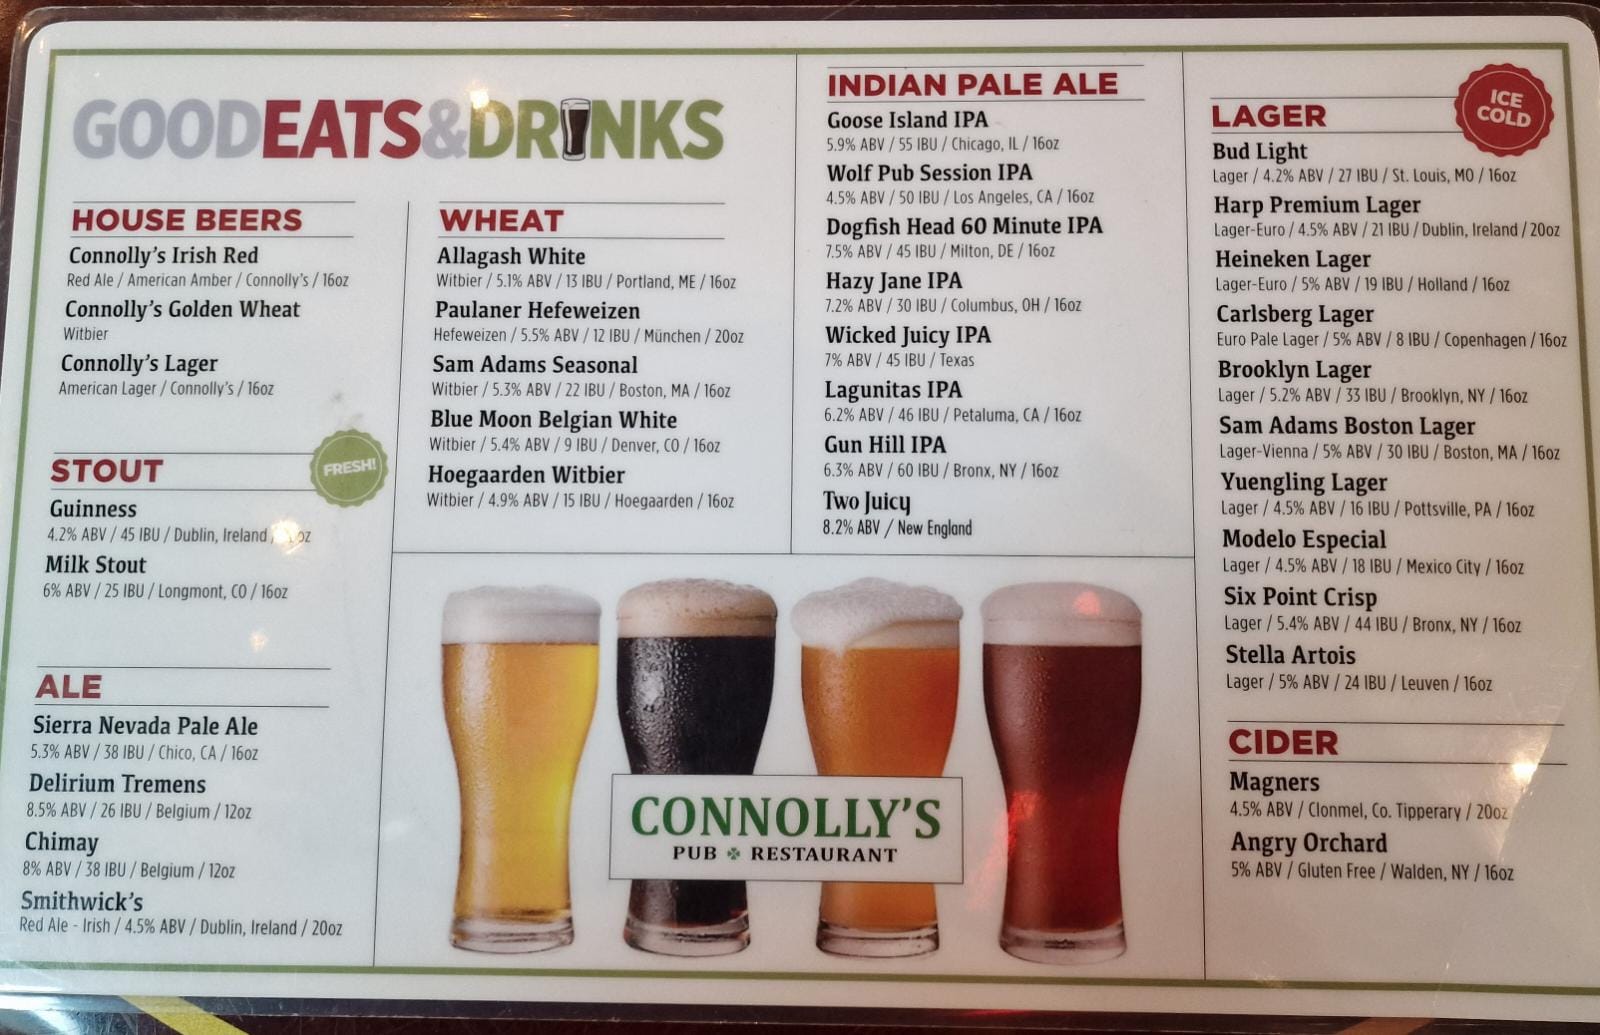 GOODEATS&DRINKS
HOUSE BEERS
Connolly's Irish Red
Red Ale / American Amber / Connolly's / 16oz
Connolly's Golden Wheat
Witbier
Connolly's Lager
American Lager / Connolly's / 16oz
STOUT
FRESH!
Guinness
4.2% ABV / 45 IBU / Dublin, Ireland /
Milk Stout
6% ABV / 25 IBU / Longmont, CO / 16oz
ALE
Sierra Nevada Pale Ale
5.3% ABV / 38 IBU / Chico, CA / 16oz
Delirium Tremens
8.5% ABV / 26 IBU / Belgium / 12oz
Chimay
8% ABV / 38 IBU / Belgium / 12oz
Smithwick's
Red Ale - Irish / 4.5% ABV / Dublin, Ireland / 20oz
WHEAT
Allagash White
Witbier / 5.1% ABV / 13 IBU / Portland, ME / 16oz
Paulaner Hefeweizen
Hefeweizen / 5.5% ABV / 12 IBU / München / 20oz
Sam Adams Seasonal
Witbier / 5.3% ABV / 22 IBU / Boston, MA / 16oz
Blue Moon Belgian White
Witbier / 5.4% ABV / 9 IBU / Denver, CO / 16oz
Hoegaarden Witbier
Witbier / 4.9% ABV / 15 IBU / Hoegaarden / 16oz
INDIAN PALE ALE
Goose Island IPA
5.9% ABV / 55 IBU / Chicago, IL / 16oz
Wolf Pub Session IPA
4.5% ABV / 50 IBU / Los Angeles, CA / 16oz
Dogfish Head 60 Minute IPA
7.5% ABV / 45 IBU / Milton, DE / 16oz
Hazy Jane IPA
7.2% ABV / 30 IBU / Columbus, OH / 16oz
Wicked Juicy IPA
7% ABV / 45 IBU / Texas
Lagunitas IPA
6.2% ABV / 46 IBU / Petaluma, CA / 16oz
Gun Hill IPA
6.3% ABV / 60 IBU / Bronx, NY / 16oz
Two Juicy
8.2% ABV / New England
CONNOLLY'S
PUB RESTAURANT
LAGER
ICE
COLD
Bud Light
Lager / 4.2% ABV / 27 IBU / St. Louis, MO / 16oz
Harp Premium Lager
Lager-Euro / 4.5% ABV / 21 IBU / Dublin, Ireland / 20oz
Heineken Lager
Lager-Euro / 5% ABV / 19 IBU / Holland / 16oz
Carlsberg Lager
Euro Pale Lager / 5% ABV / 8 IBU / Copenhagen / 16oz
Brooklyn Lager
Lager / 5.2% ABV / 33 IBU / Brooklyn, NY / 16oz
Sam Adams Boston Lager
Lager-Vienna / 5% ABV / 30 IBU / Boston, MA / 16oz
Yuengling Lager
Lager / 4.5% ABV / 16 IBU / Pottsville, PA / 16oz
Modelo Especial
Lager / 4.5% ABV / 18 IBU / Mexico City / 16oz
Six Point Crisp
Lager / 5.4% ABV / 44 IBU / Bronx, NY / 16oz
Stella Artois
Lager / 5% ABV / 24 IBU / Leuven / 16oz
CIDER
Magners
4.5% ABV / Clonmel, Co. Tipperary / 20oz
Angry Orchard
5% ABV / Gluten Free / Walden, NY / 16oz